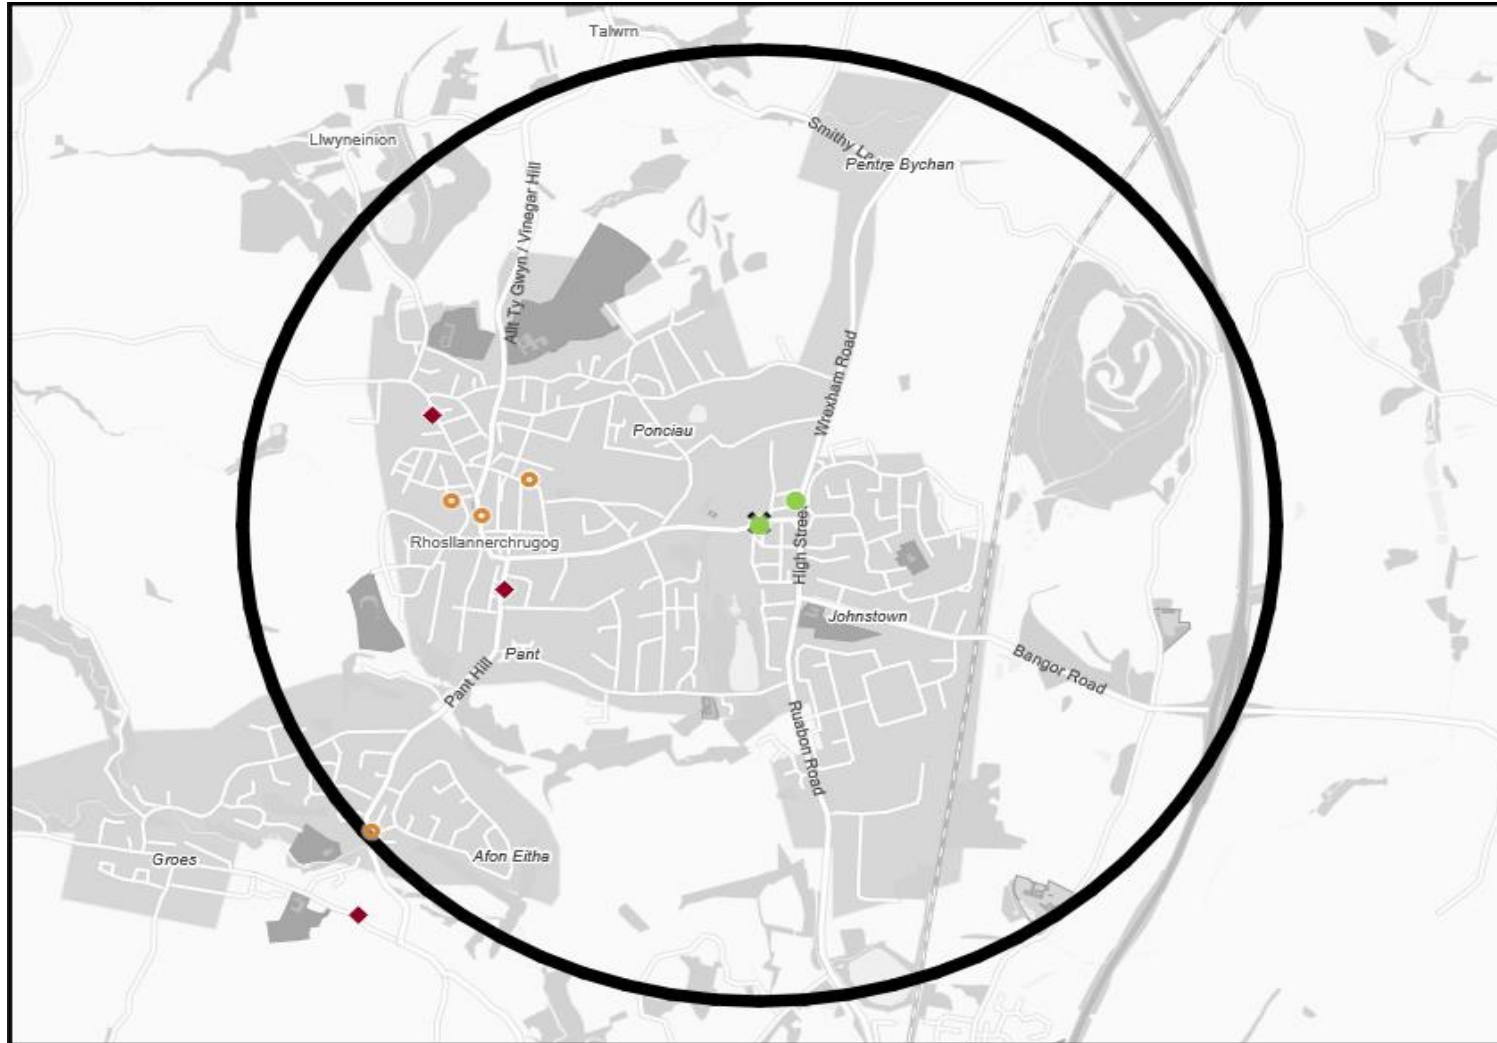 Talwrn
Llwyneinion
Smithy La
Pentre Bychan
Allt Ty Gwyn / Vinegar Hill
Wrexham Road
Ponciau
Rhosllannerchrugog
High Street
Johnstown
Pant
Bangor Road
Pant Hill
Ruabon Road
Groes
Afon Eitha